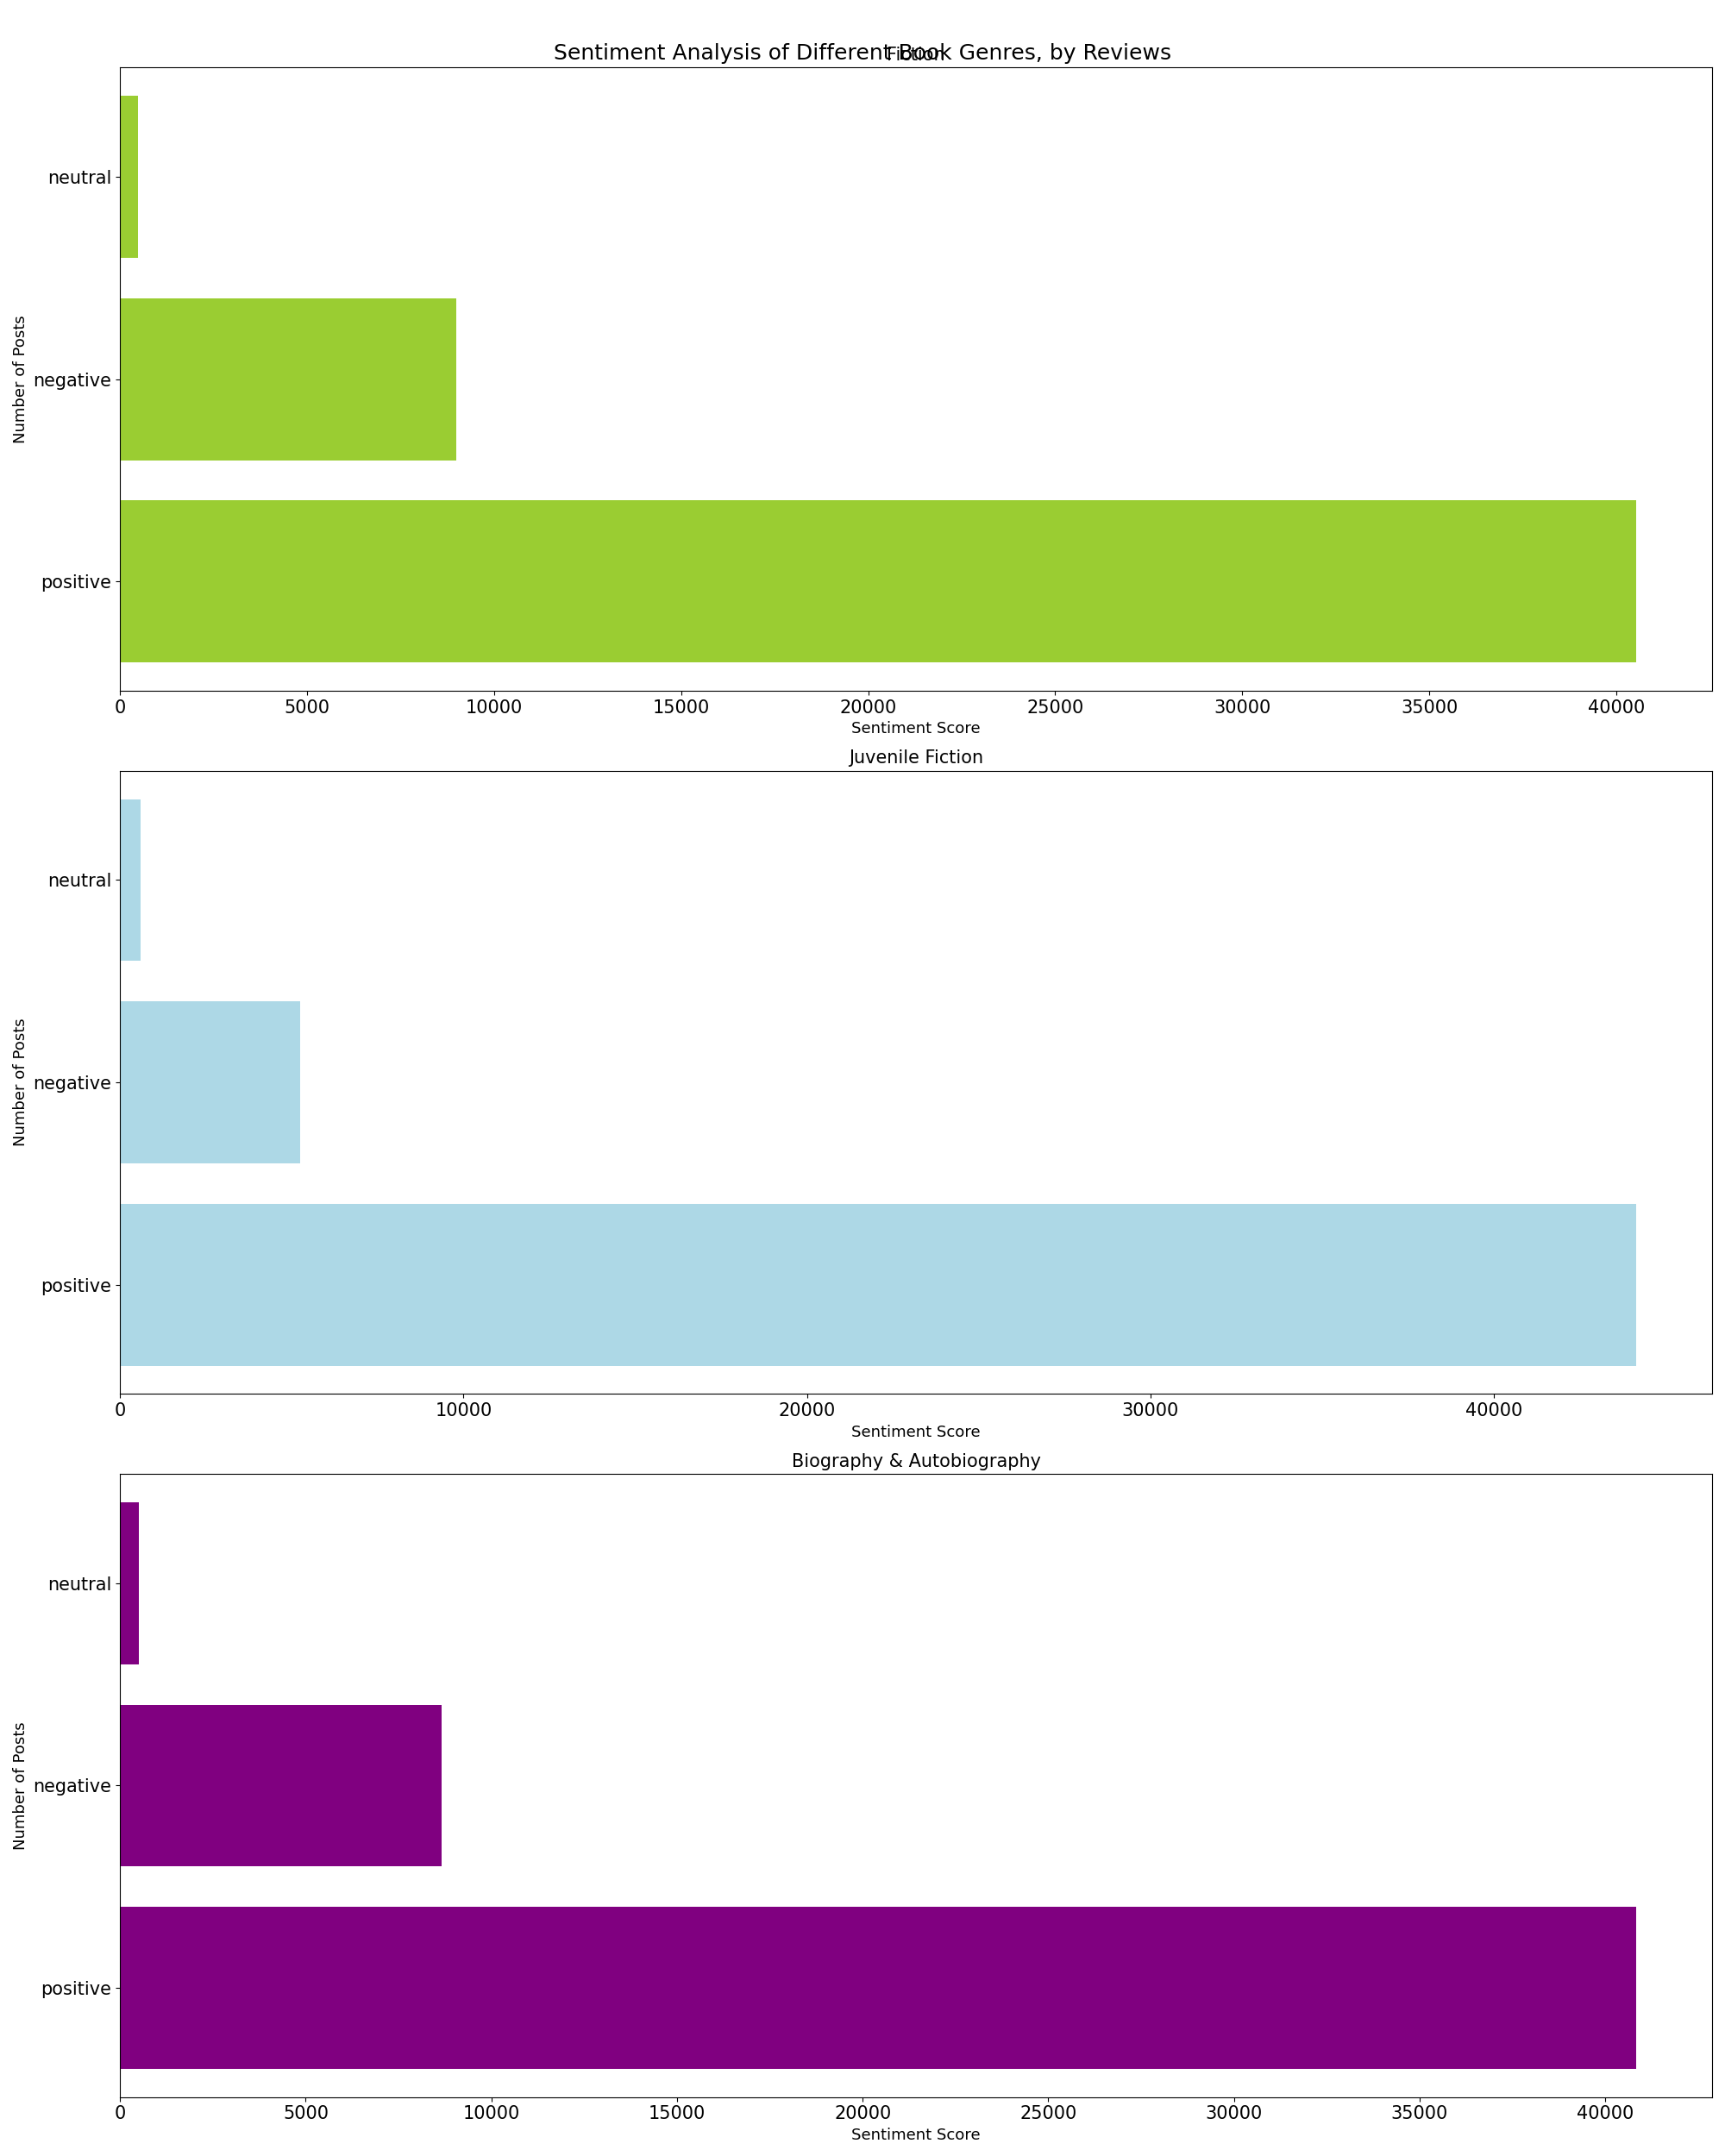 Sentiment Analysis of Different Book Genres, by Reviews
Fiction
neutral
negative
positive
Number of Posts
0 5000 10000 15000 20000 25000 30000 35000 40000
Sentiment Score
Juvenile Fiction
neutral
negative
positive
Number of Posts
0 10000 20000 30000 40000
Sentiment Score
Biography & Autobiography
neutral
negative
positive
Number of Posts
0 5000 10000 15000 20000 25000 30000 35000 40000
Sentiment Score